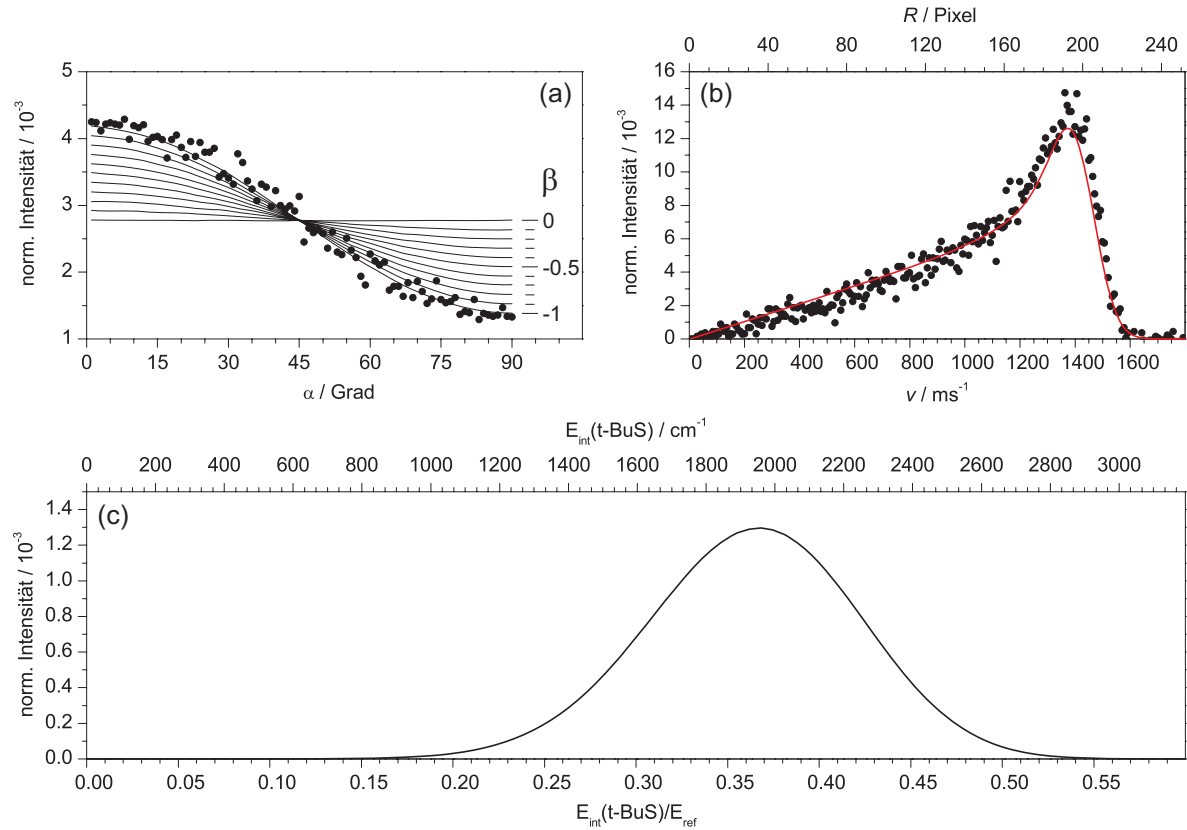 (a)
norm. Intensität / 10⁻³
5
4
3
2
1
β
0
-0.5
-1
0 15 30 45 60 75 90
α / Grad
R / Pixel
0 40 80 120 160 200 240
(b)
norm. Intensität / 10⁻³
16
14
12
10
8
6
4
2
0
0 200 400 600 800 1000 1200 1400 1600
v / ms⁻¹
E_int(t-BuS) / cm⁻¹
0 200 400 600 800 1000 1200 1400 1600 1800 2000 2200 2400 2600 2800 3000
(c)
norm. Intensität / 10⁻³
1.4
1.2
1.0
0.8
0.6
0.4
0.2
0.0
0.00 0.05 0.10 0.15 0.20 0.25 0.30 0.35 0.40 0.45 0.50 0.55
E_int(t-BuS)/E_ref